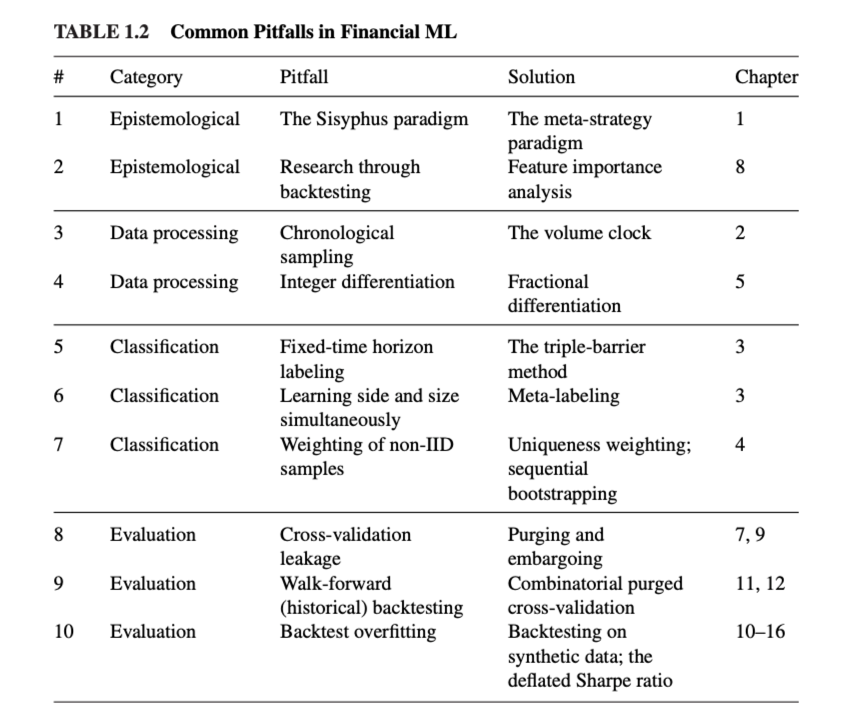 TABLE 1.2 Common Pitfalls in Financial ML
# Category Pitfall Solution Chapter
1 Epistemological The Sisyphus paradigm The meta-strategy 1
paradigm
2 Epistemological Research through Feature importance 8
backtesting analysis
3 Data processing Chronological The volume clock 2
sampling
4 Data processing Integer differentiation Fractional 5
differentiation
5 Classification Fixed-time horizon The triple-barrier 3
labeling method
6 Classification Learning side and size Meta-labeling 3
simultaneously
7 Classification Weighting of non-IID Uniqueness weighting; 4
samples sequential
bootstrapping
8 Evaluation Cross-validation Purging and 7, 9
leakage embargoing
9 Evaluation Walk-forward Combinatorial purged 11, 12
(historical) backtesting cross-validation
10 Evaluation Backtest overfitting Backtesting on 10–16
synthetic data; the
deflated Sharpe ratio